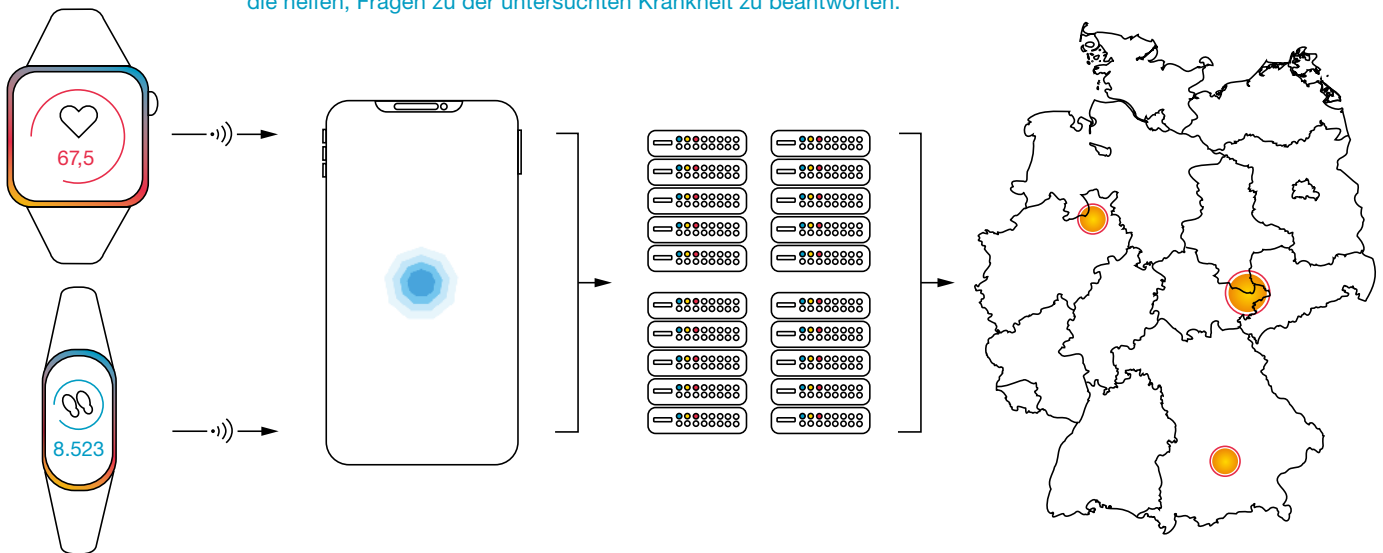 die helfen, Fragen zu der untersuchten Krankheit zu beantworten.
67,5
8.523